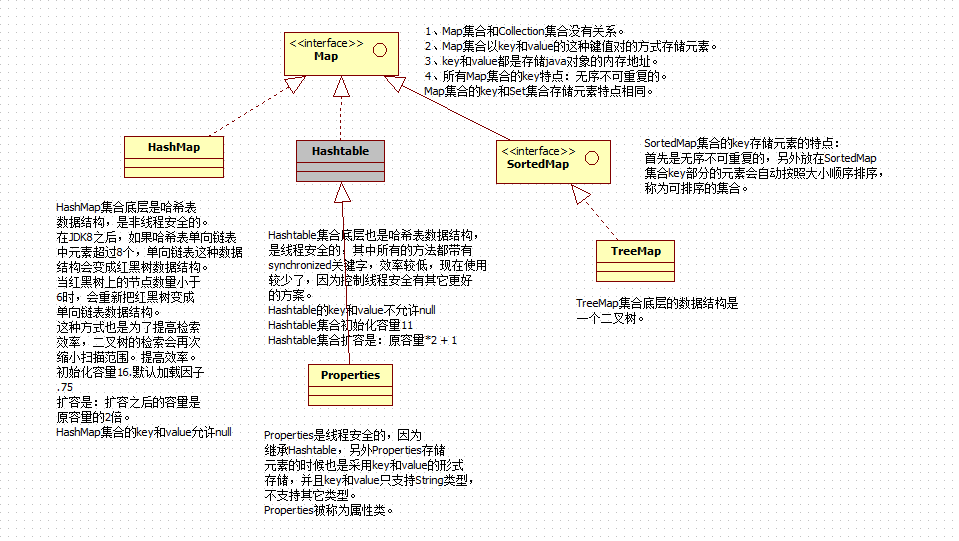 <<interface>>
Map
1、Map集合和Collection集合没有关系。
2、Map集合以key和value的这种键值对的方式存储元素。
3、key和value都是存储java对象的内存地址。
4、所有Map集合的key特点：无序不可重复的。
Map集合的key和Set集合存储元素特点相同。
HashMap
Hashtable
<<interface>>
SortedMap
SortedMap集合的key存储元素的特点：
首先是无序不可重复的，另外放在SortedMap
集合key部分的元素会自动按照大小顺序排序，
称为可排序的集合。
HashMap集合底层是哈希表
数据结构，是非线程安全的。
在JDK8之后，如果哈希表单向链表
中元素超过8个，单向链表这种数据
结构会变成红黑树数据结构。
当红黑树上的节点数量小于
6时，会重新把红黑树变成
单向链表数据结构。
这种方式也是为了提高检索
效率，二叉树的检索会再次
缩小扫描范围。提高效率。
初始化容量16.默认加载因子
.75
扩容是：扩容之后的容量是
原容量的2倍。
HashMap集合的key和value允许null
Hashtable集合底层也是哈希表数据结构，
是线程安全的，其中所有的方法都带有
synchronized关键字，效率较低，现在使用
较少了，因为控制线程安全有其它更好
的方案。
Hashtable的key和value不允许null
Hashtable集合初始化容量11
Hashtable集合扩容是：原容量*2 + 1
TreeMap
TreeMap集合底层的数据结构是
一个二叉树。
Properties
Properties是线程安全的，因为
继承Hashtable，另外Properties存储
元素的时候也是采用key和value的形式
存储，并且key和value只支持String类型，
不支持其它类型。
Properties被称为属性类。